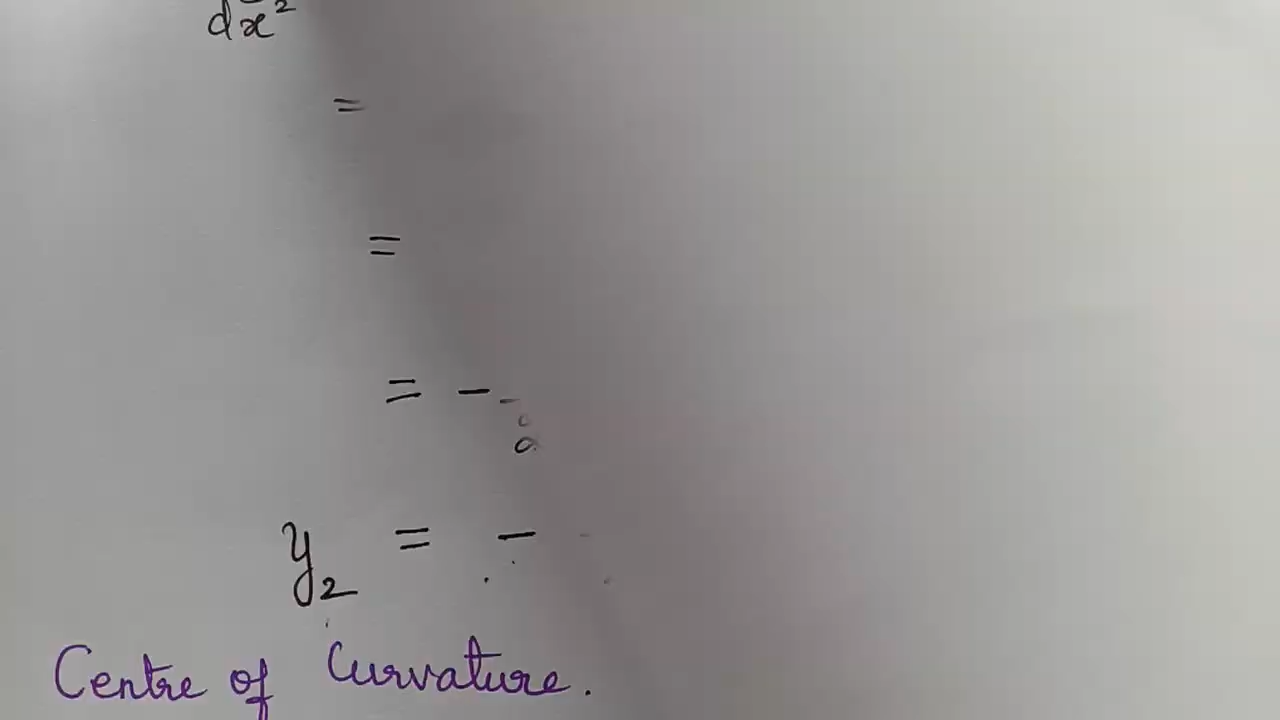 dx²
=
=
= -
y₂ = -
Centre of Curvature.